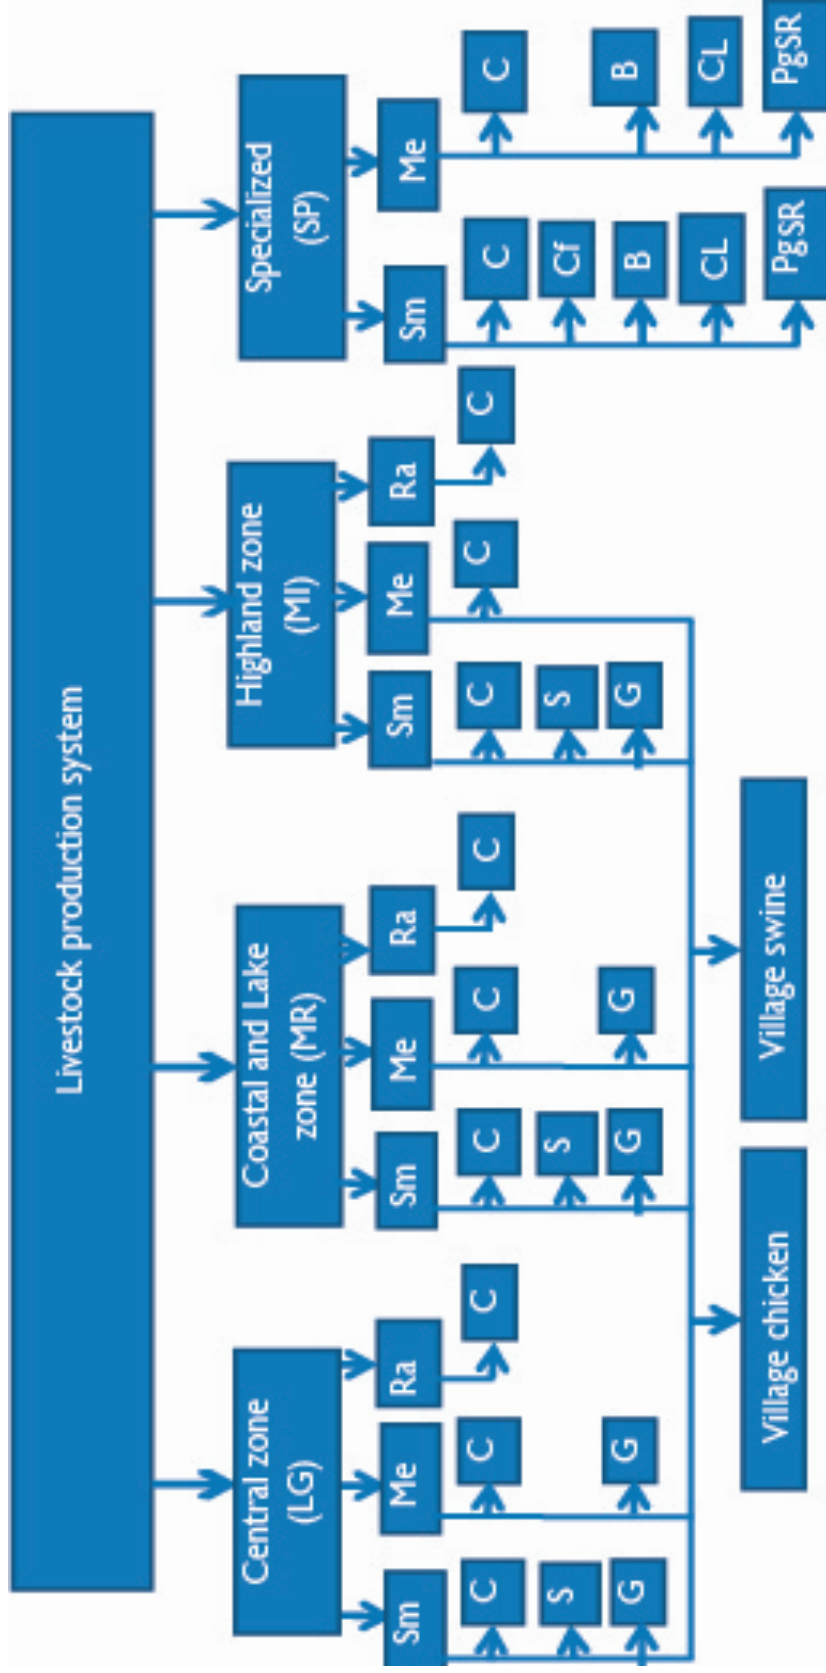 Livestock production system
Central zone
(LG)
Coastal and Lake
zone (MR)
Highland zone
(MI)
Specialized
(SP)
Sm
Me
Ra
Sm
Me
Ra
Sm
Me
Ra
Sm
Me
C
C
C
C
C
C
C
C
C
C
C
S
S
S
Cf
G
G
G
G
G
B
B
CL
CL
PgSR
PgSR
Village chicken
Village swine